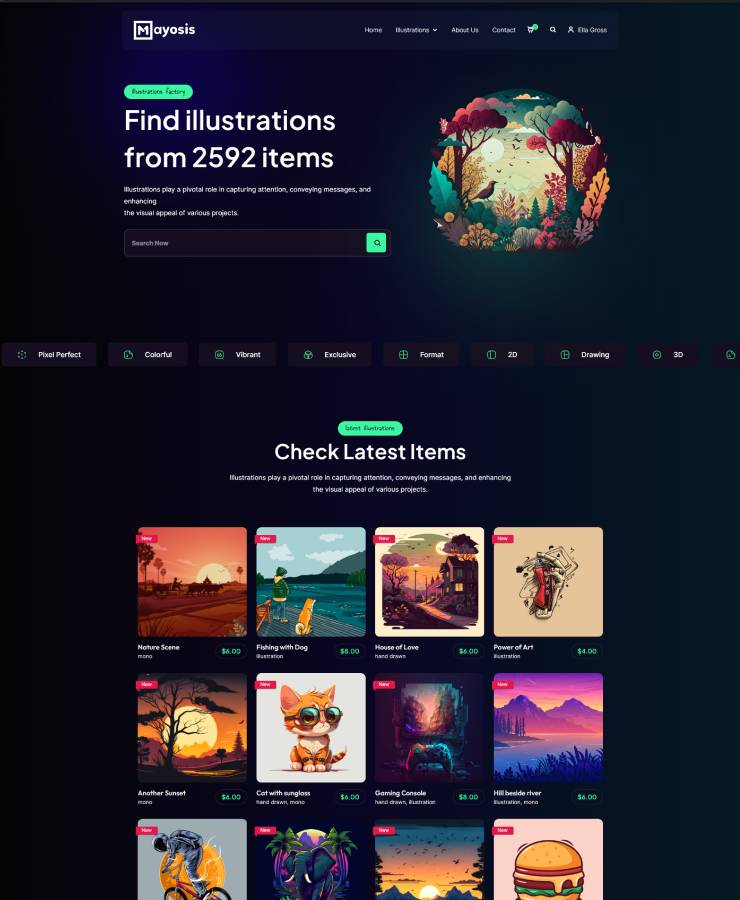 Mayosis
Home Illustrations About Us Contact Ella Gross
illustrations factory
Find illustrations
from 2592 items
Illustrations play a pivotal role in capturing attention, conveying messages, and
enhancing
the visual appeal of various projects.
Search Now
Pixel Perfect Colorful Vibrant Exclusive Format 2D Drawing 3D
latest illustrations
Check Latest Items
Illustrations play a pivotal role in capturing attention, conveying messages, and enhancing
the visual appeal of various projects.
New New New New
Nature Scene $6.00 Fishing with Dog $8.00 House of Love $6.00 Power of Art $4.00
mono illustration hand drawn illustration
New New New New
Another Sunset $6.00 Cat with sunglass $6.00 Gaming Console $8.00 Hill beside river $6.00
mono hand drawn, mono hand drawn, illustration illustration, mono
New New New New